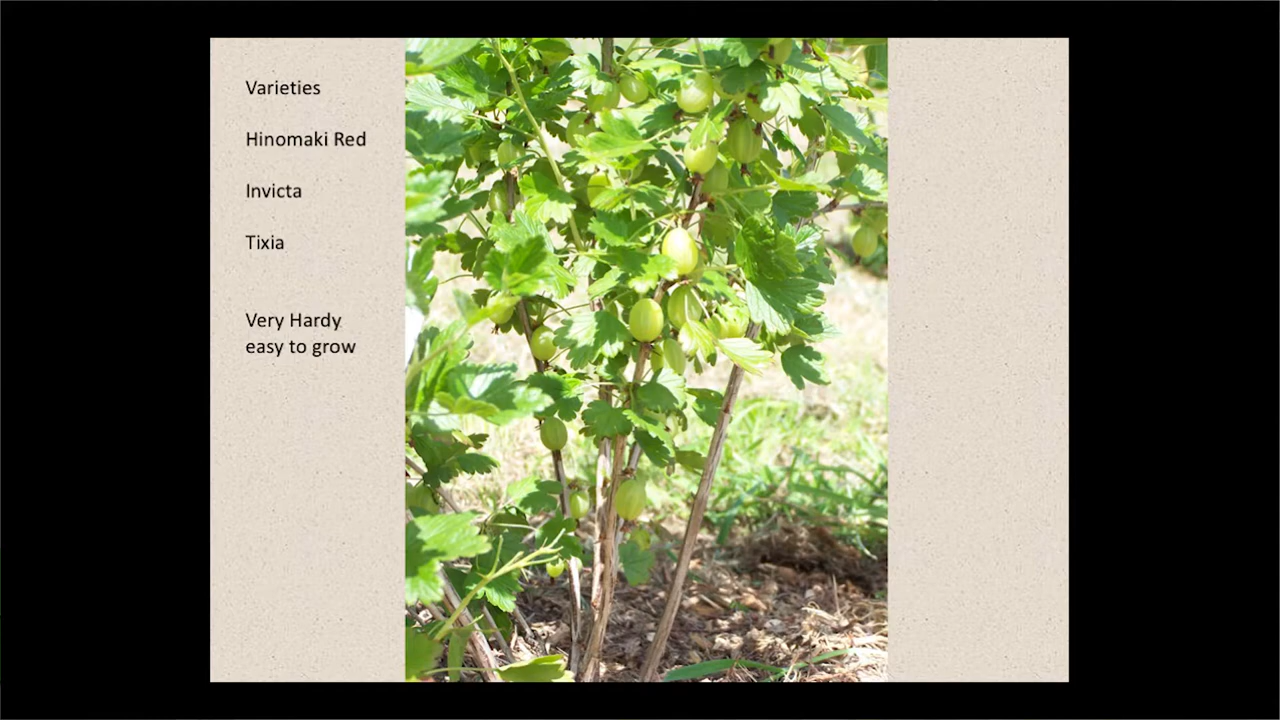 Varieties
Hinomaki Red
Invicta
Tixia
Very Hardy
easy to grow